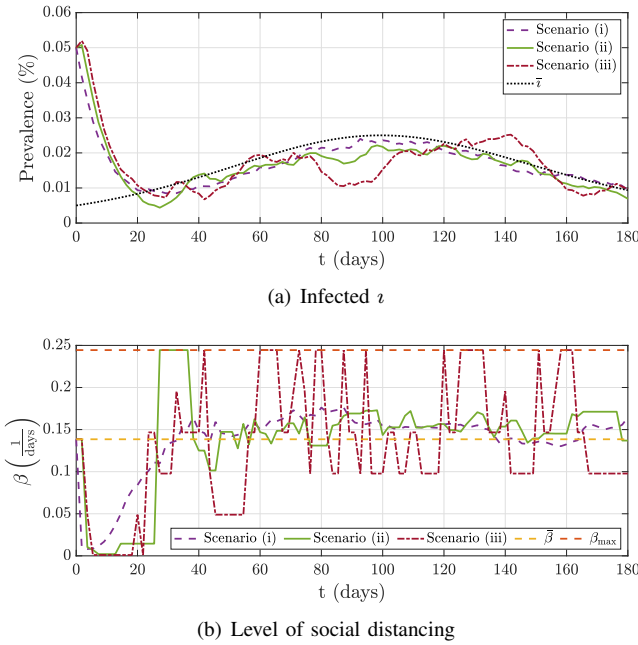 0.06
0.05
0.04
0.03
0.02
0.01
0
Prevalence (%)
Scenario (i)
Scenario (ii)
Scenario (iii)
ῑ
0 20 40 60 80 100 120 140 160 180
t (days)
(a) Infected ι
0.25
0.2
0.15
0.1
0.05
0
β (1/days)
Scenario (i) Scenario (ii) Scenario (iii) β̄ βmax
0 20 40 60 80 100 120 140 160 180
t (days)
(b) Level of social distancing